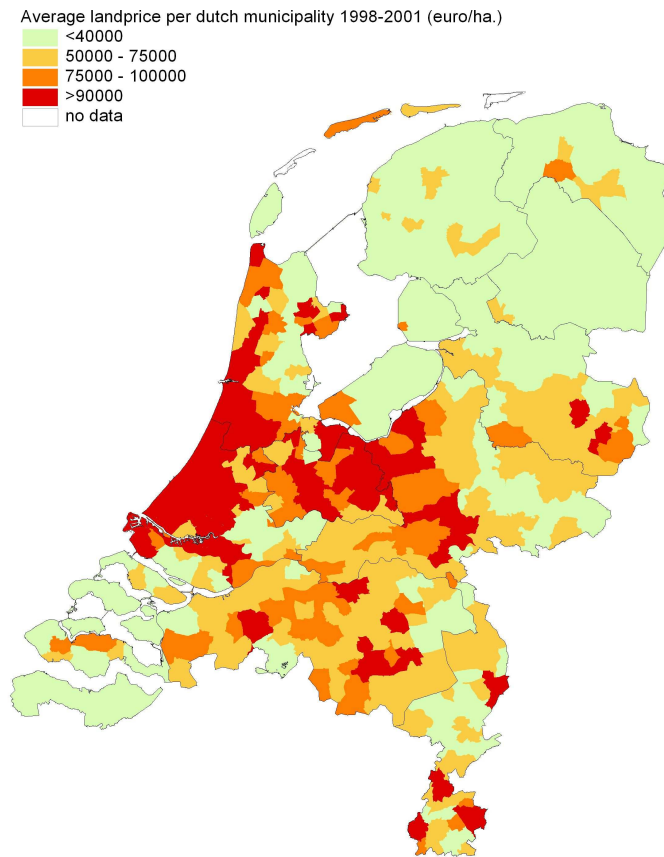 Average landprice per dutch municipality 1998-2001 (euro/ha.)
<40000
50000 - 75000
75000 - 100000
>90000
no data